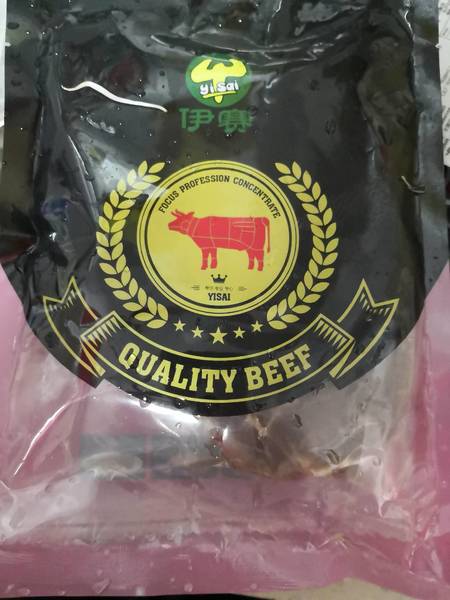 yisai
伊赛
FOCUS PROFESSION CONCENTRATE
YISAI
QUALITY BEEF